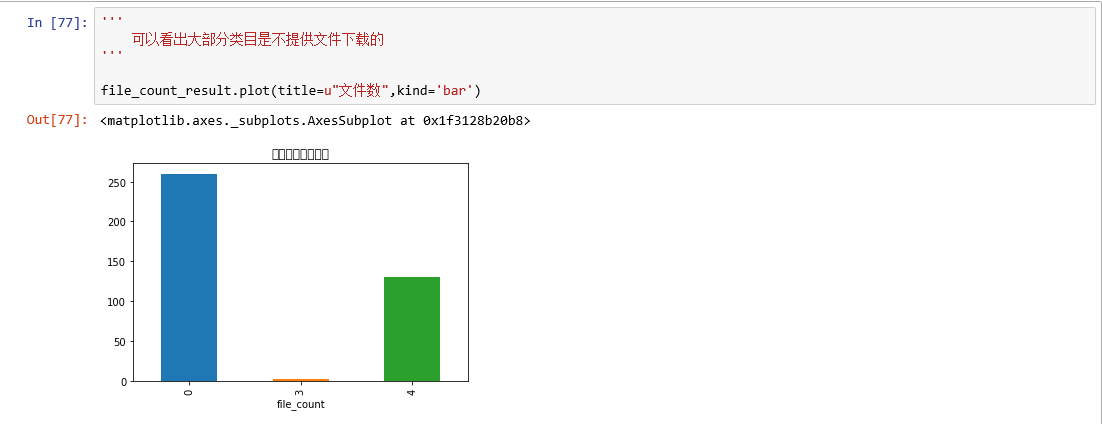 In [77]:
'''
可以看出大部分类目是不提供文件下载的
'''
file_count_result.plot(title=u"文件数",kind='bar')
Out[77]: <matplotlib.axes._subplots.AxesSubplot at 0x1f3128b20b8>
250
200
150
100
50
0
0 3 4
file_count